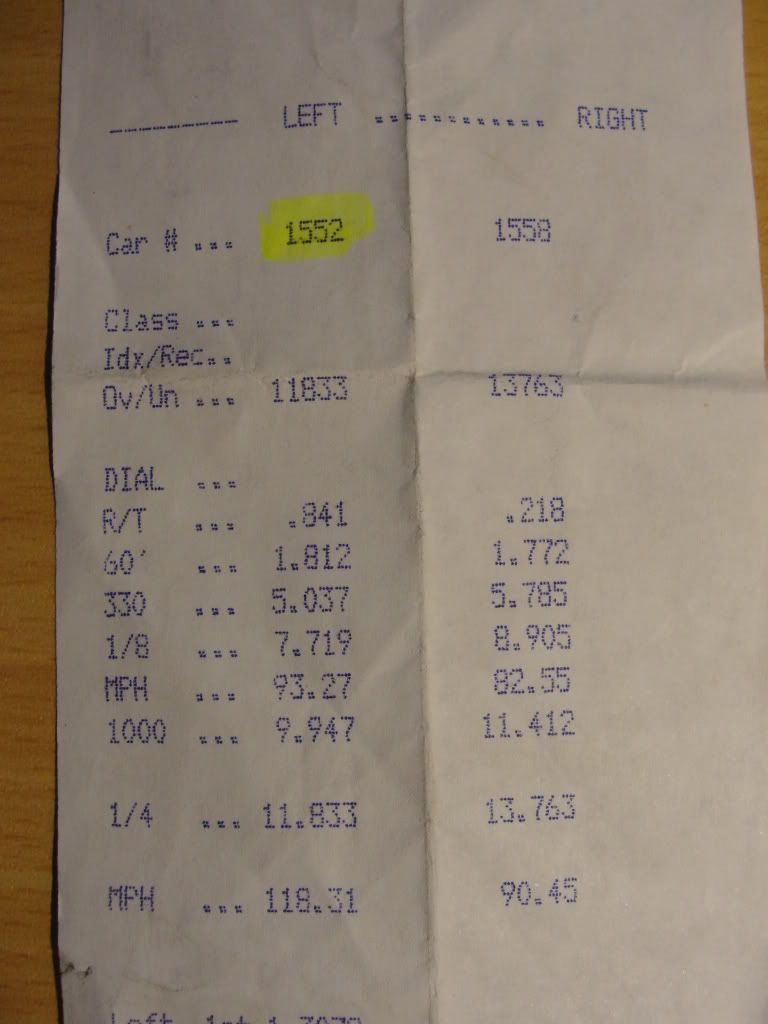 --------- LEFT ............ RIGHT
Car # ... 1552 1558
Class ...
Idx/Rec..
Ov/Un ... 11833 13763
DIAL ...
R/T ... .841 .218
60' ... 1.812 1.772
330 ... 5.037 5.785
1/8 ... 7.719 8.905
MPH ... 93.27 82.55
1000 ... 9.947 11.412
1/4 ... 11.833 13.763
MPH ... 118.31 90.45
Left 1st